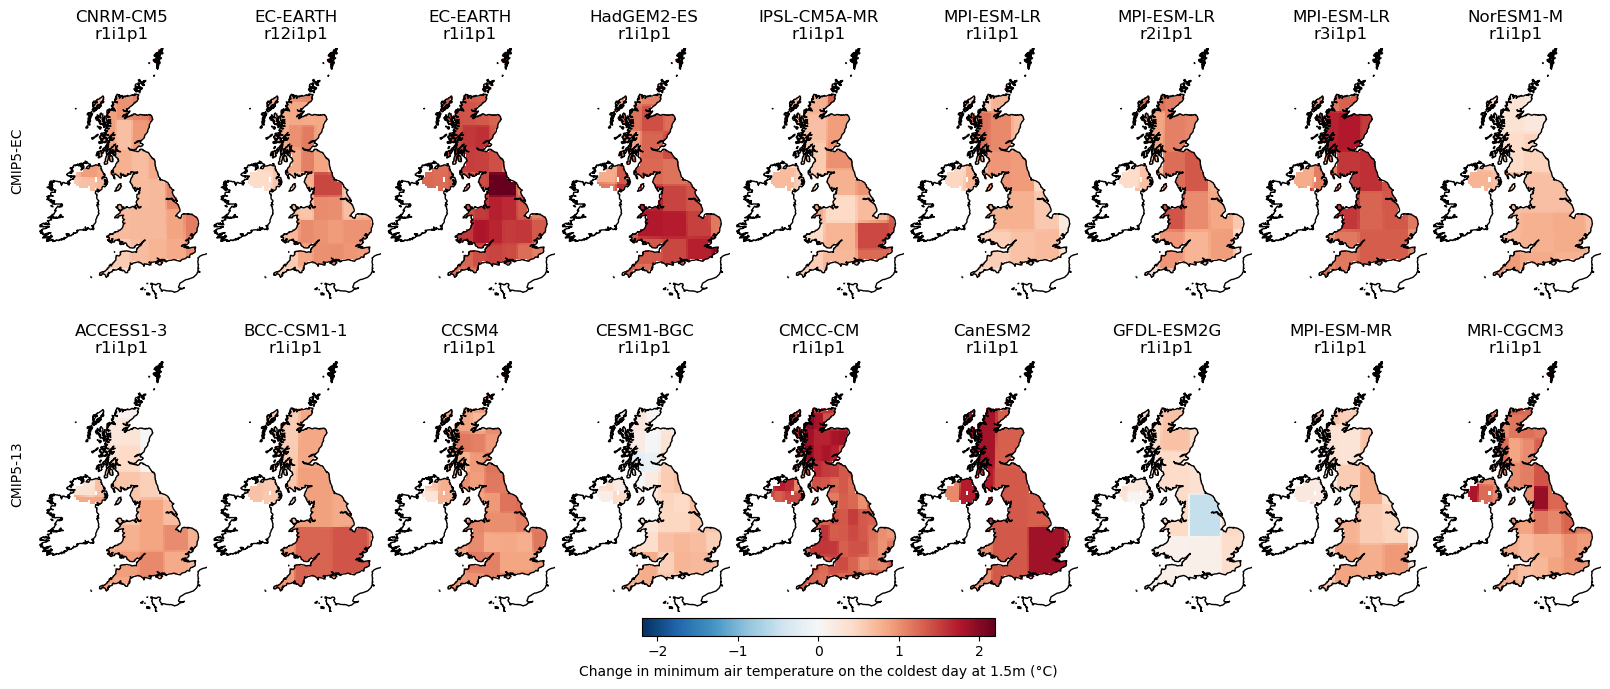 CNRM-CM5
r1i1p1
EC-EARTH
r12i1p1
EC-EARTH
r1i1p1
HadGEM2-ES
r1i1p1
IPSL-CM5A-MR
r1i1p1
MPI-ESM-LR
r1i1p1
MPI-ESM-LR
r2i1p1
MPI-ESM-LR
r3i1p1
NorESM1-M
r1i1p1
CMIP5-EC
ACCESS1-3
r1i1p1
BCC-CSM1-1
r1i1p1
CCSM4
r1i1p1
CESM1-BGC
r1i1p1
CMCC-CM
r1i1p1
CanESM2
r1i1p1
GFDL-ESM2G
r1i1p1
MPI-ESM-MR
r1i1p1
MRI-CGCM3
r1i1p1
CMIP5-13
−2 −1 0 1 2
Change in minimum air temperature on the coldest day at 1.5m (°C)